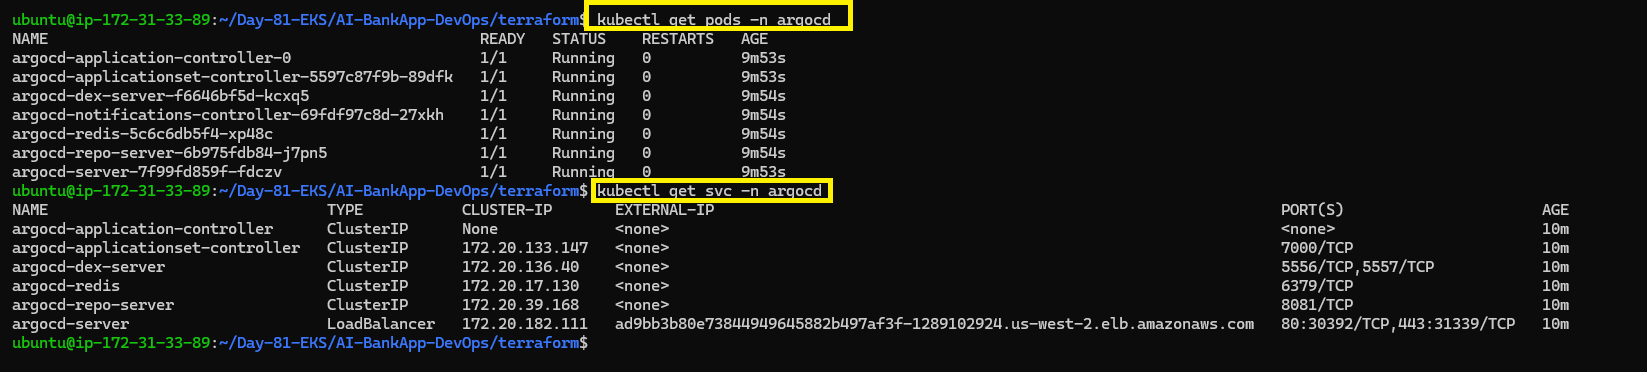 ubuntu@ip-172-31-33-89:~/Day-81-EKS/AI-BankApp-DevOps/terraform$ kubectl get pods -n argocd
NAME READY STATUS RESTARTS AGE
argocd-application-controller-0 1/1 Running 0 9m53s
argocd-applicationset-controller-5597c87f9b-89dfk 1/1 Running 0 9m53s
argocd-dex-server-f6646bf5d-kcxq5 1/1 Running 0 9m54s
argocd-notifications-controller-69fdf97c8d-27xkh 1/1 Running 0 9m54s
argocd-redis-5c6c6db5f4-xp48c 1/1 Running 0 9m54s
argocd-repo-server-6b975fdb84-j7pn5 1/1 Running 0 9m54s
argocd-server-7f99fd859f-fdczv 1/1 Running 0 9m53s
ubuntu@ip-172-31-33-89:~/Day-81-EKS/AI-BankApp-DevOps/terraform$ kubectl get svc -n argocd
NAME TYPE CLUSTER-IP EXTERNAL-IP PORT(S) AGE
argocd-application-controller ClusterIP None <none> <none> 10m
argocd-applicationset-controller ClusterIP 172.20.133.147 <none> 7000/TCP 10m
argocd-dex-server ClusterIP 172.20.136.40 <none> 5556/TCP,5557/TCP 10m
argocd-redis ClusterIP 172.20.17.130 <none> 6379/TCP 10m
argocd-repo-server ClusterIP 172.20.39.168 <none> 8081/TCP 10m
argocd-server LoadBalancer 172.20.182.111 ad9bb3b80e73844949645882b497af3f-1289102924.us-west-2.elb.amazonaws.com 80:30392/TCP,443:31339/TCP 10m
ubuntu@ip-172-31-33-89:~/Day-81-EKS/AI-BankApp-DevOps/terraform$